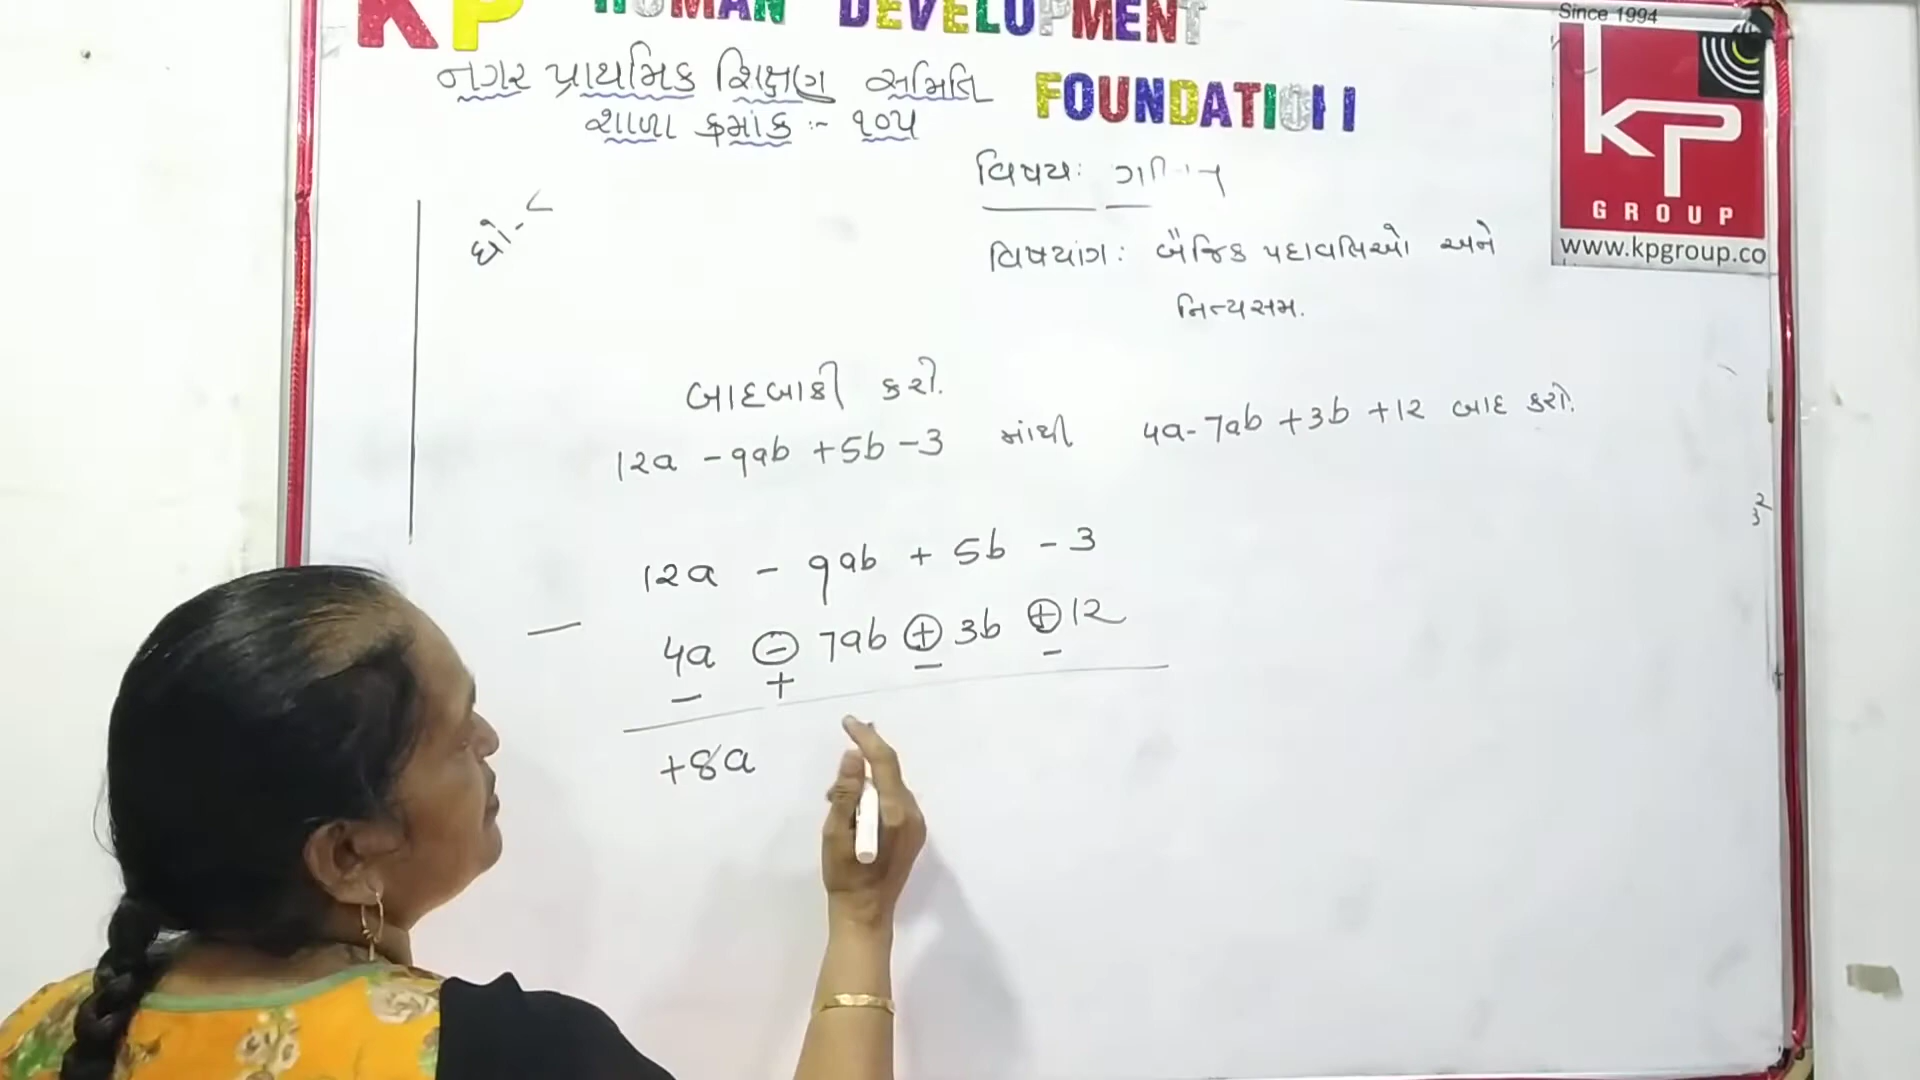 KP HUMAN DEVELOPMENT
FOUNDATION
Since 1994
KP
GROUP
www.kpgroup.co
નગર પ્રાથમિક શિક્ષણ સમિતિ
શાળા ક્રમાંક :- ૧૦૫
વિષય: ગણિત
ધો-૮
વિષયાંગ: બૈજિક પદાવલિઓ અને
નિત્યસમ.
બાદબાકી કરો.
12a - 9ab + 5b - 3 માંથી 4a - 7ab + 3b + 12 બાદ કરો.
12a - 9ab + 5b - 3
— 4a ⊖ 7ab ⊕ 3b ⊕ 12
- + - -
+8a